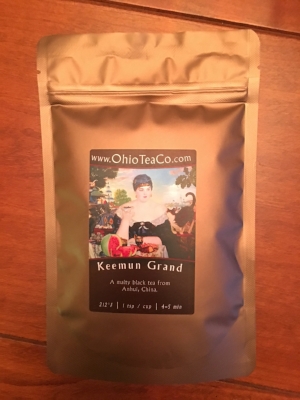 www.OhioTeaCo.com
Keemun Grand
A malty black tea from
Anhui, China.
212°f | 1 tsp / cup | 4-5 min